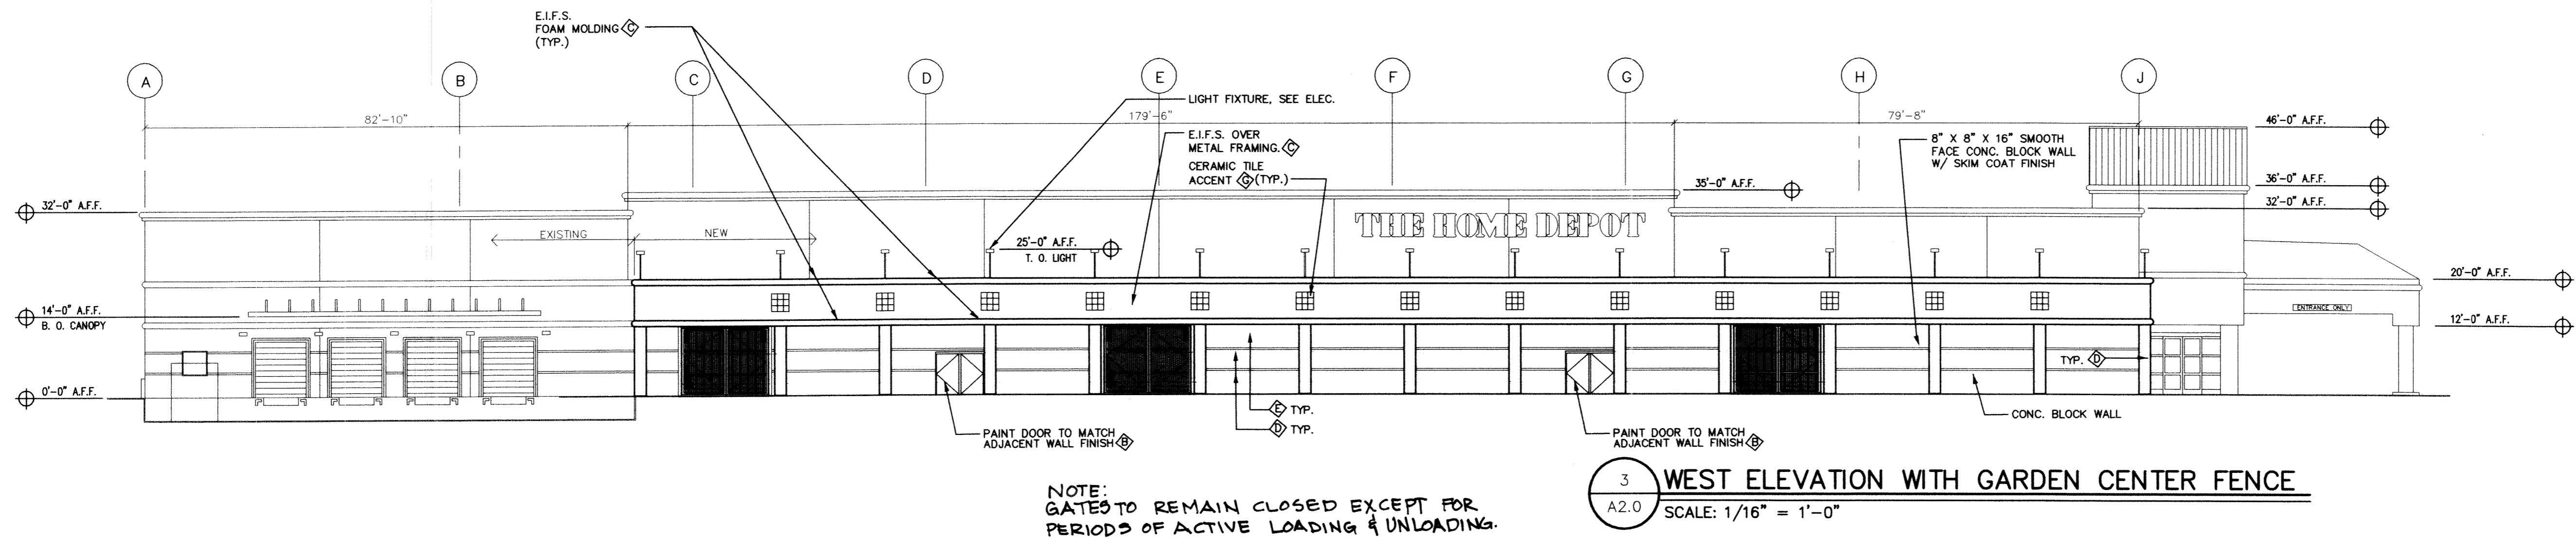 E.I.F.S.
FOAM MOLDING C
(TYP.)
A
B
C
D
E
F
G
H
J
LIGHT FIXTURE, SEE ELEC.
82'-10"
179'-6"
79'-8"
46'-0" A.F.F.
E.I.F.S. OVER
METAL FRAMING. C
CERAMIC TILE
ACCENT G (TYP.)
8" X 8" X 16" SMOOTH
FACE CONC. BLOCK WALL
W/ SKIM COAT FINISH
35'-0" A.F.F.
36'-0" A.F.F.
32'-0" A.F.F.
32'-0" A.F.F.
THE HOME DEPOT
EXISTING
NEW
25'-0" A.F.F.
T. O. LIGHT
20'-0" A.F.F.
14'-0" A.F.F.
B. O. CANOPY
ENTRANCE ONLY
12'-0" A.F.F.
TYP. D
0'-0" A.F.F.
E TYP.
D TYP.
CONC. BLOCK WALL
PAINT DOOR TO MATCH
ADJACENT WALL FINISH B
PAINT DOOR TO MATCH
ADJACENT WALL FINISH B
3
A2.0
WEST ELEVATION WITH GARDEN CENTER FENCE
SCALE: 1/16" = 1'-0"
NOTE:
GATES TO REMAIN CLOSED EXCEPT FOR
PERIODS OF ACTIVE LOADING & UNLOADING.